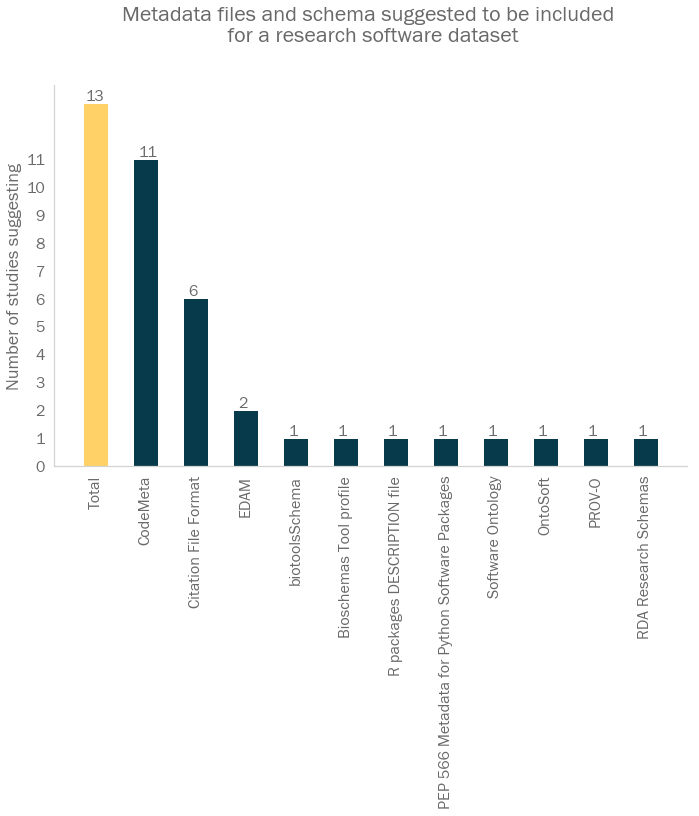 Metadata files and schema suggested to be included
for a research software dataset
Number of studies suggesting
11
10
9
8
7
6
5
4
3
2
1
0
13
11
6
2
1
1
1
1
1
1
1
1
Total
CodeMeta
Citation File Format
EDAM
biotoolsSchema
Bioschemas Tool profile
R packages DESCRIPTION file
PEP 566 Metadata for Python Software Packages
Software Ontology
OntoSoft
PROV-O
RDA Research Schemas